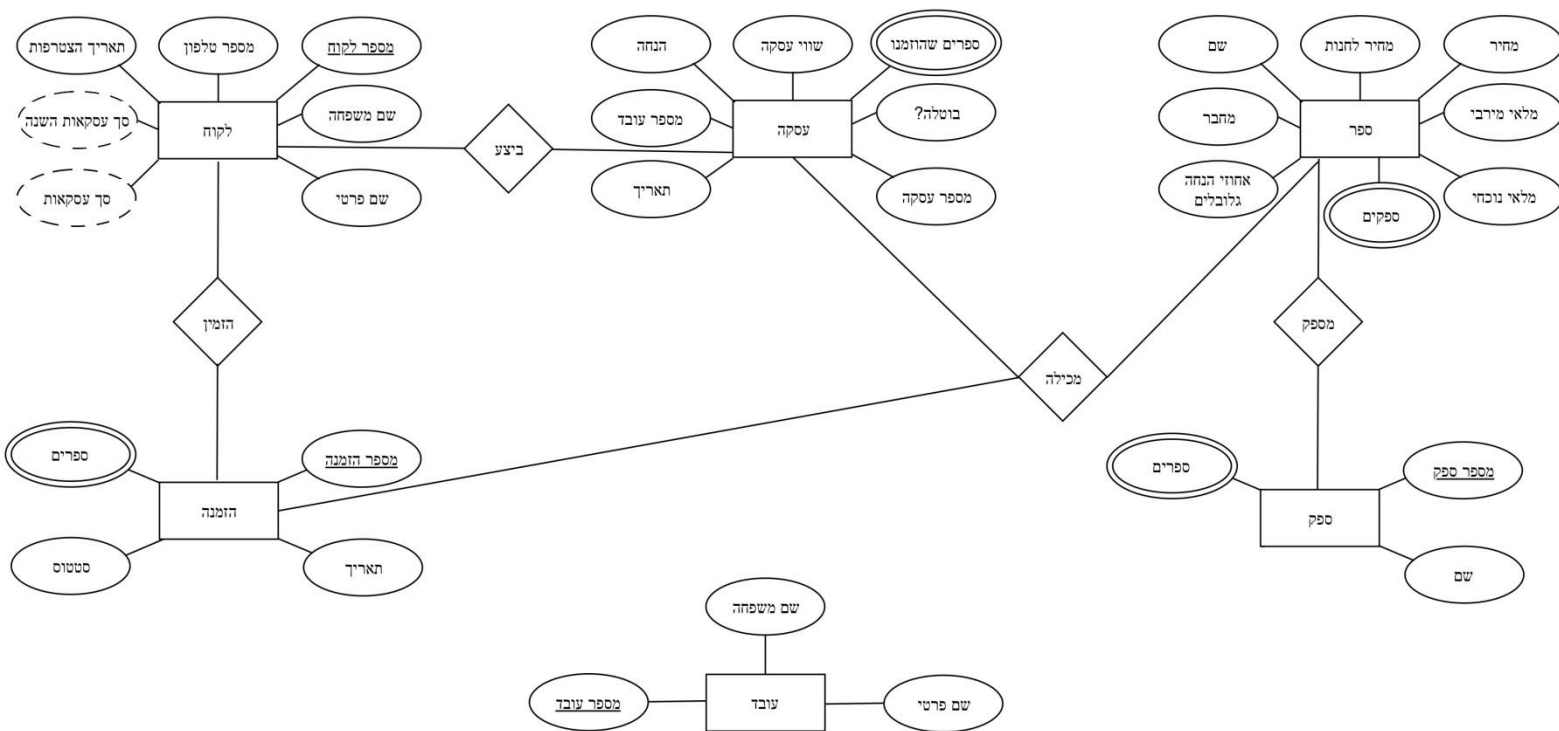 תאריך הצטרפות
מספר טלפון
מספר לקוח
סך עסקאות השנה
לקוח
שם משפחה
סך עסקאות
שם פרטי
ביצע
הנחה
שווי עסקה
ספרים שהוזמנו
מספר עובד
עסקה
בוטלה?
תאריך
מספר עסקה
שם
מחיר לחנות
מחיר
מחבר
ספר
מלאי מירבי
אחוזי הנחה
גלובלים
ספקים
מלאי נוכחי
הזמין
מכילה
מספק
ספרים
מספר הזמנה
הזמנה
סטטוס
תאריך
ספרים
מספר ספק
ספק
שם
שם משפחה
מספר עובד
עובד
שם פרטי